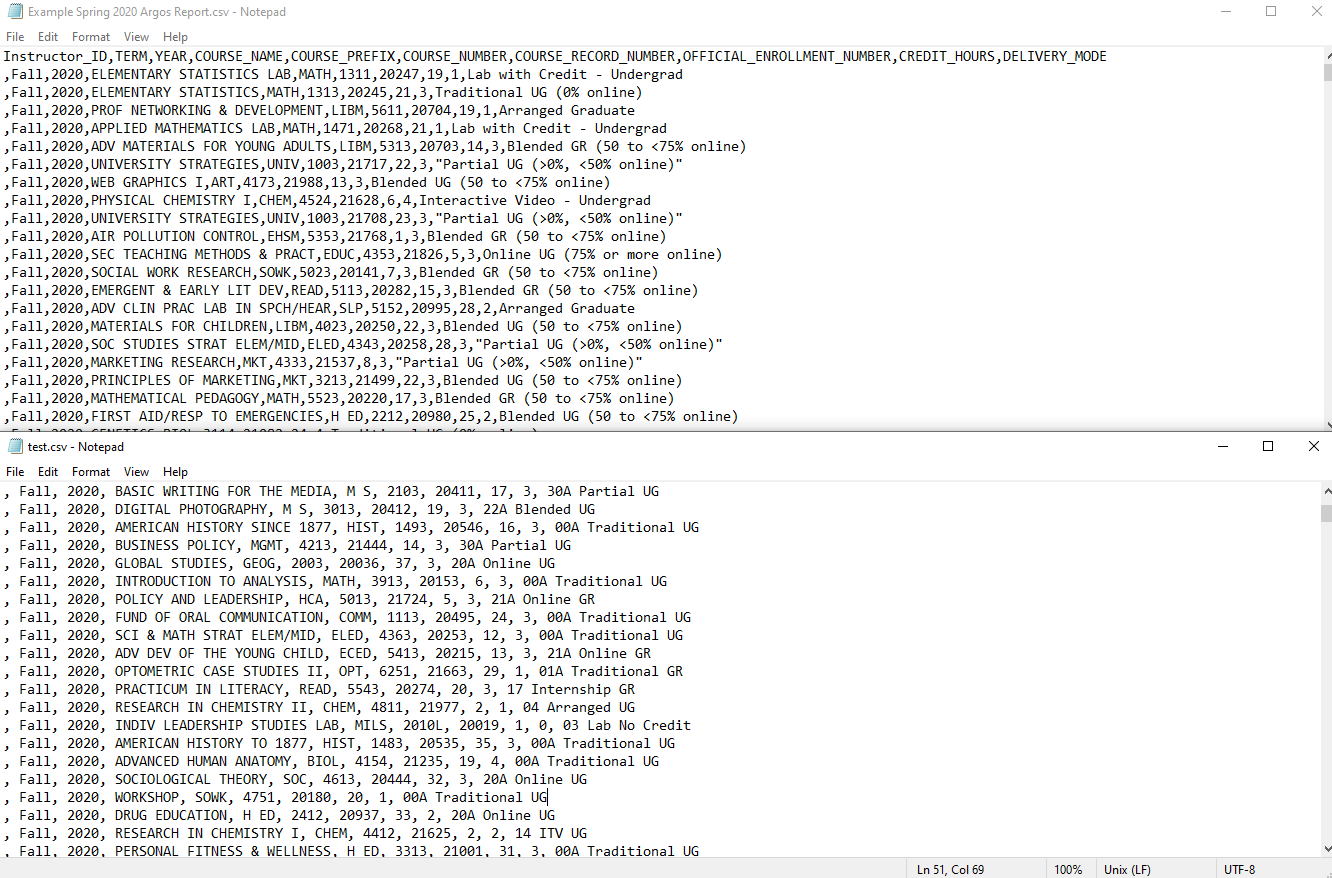 Example Spring 2020 Argos Report.csv - Notepad
File Edit Format View Help
Instructor_ID,TERM,YEAR,COURSE_NAME,COURSE_PREFIX,COURSE_NUMBER,COURSE_RECORD_NUMBER,OFFICIAL_ENROLLMENT_NUMBER,CREDIT_HOURS,DELIVERY_MODE
,Fall,2020,ELEMENTARY STATISTICS LAB,MATH,1311,20247,19,1,Lab with Credit - Undergrad
,Fall,2020,ELEMENTARY STATISTICS,MATH,1313,20245,21,3,Traditional UG (0% online)
,Fall,2020,PROF NETWORKING & DEVELOPMENT,LIBM,5611,20704,19,1,Arranged Graduate
,Fall,2020,APPLIED MATHEMATICS LAB,MATH,1471,20268,21,1,Lab with Credit - Undergrad
,Fall,2020,ADV MATERIALS FOR YOUNG ADULTS,LIBM,5313,20703,14,3,Blended GR (50 to <75% online)
,Fall,2020,UNIVERSITY STRATEGIES,UNIV,1003,21717,22,3,"Partial UG (>0%, <50% online)"
,Fall,2020,WEB GRAPHICS I,ART,4173,21988,13,3,Blended UG (50 to <75% online)
,Fall,2020,PHYSICAL CHEMISTRY I,CHEM,4524,21628,6,4,Interactive Video - Undergrad
,Fall,2020,UNIVERSITY STRATEGIES,UNIV,1003,21708,23,3,"Partial UG (>0%, <50% online)"
,Fall,2020,AIR POLLUTION CONTROL,EHSM,5353,21768,1,3,Blended GR (50 to <75% online)
,Fall,2020,SEC TEACHING METHODS & PRACT,EDUC,4353,21826,5,3,Online UG (75% or more online)
,Fall,2020,SOCIAL WORK RESEARCH,SOWK,5023,20141,7,3,Blended GR (50 to <75% online)
,Fall,2020,EMERGENT & EARLY LIT DEV,READ,5113,20282,15,3,Blended GR (50 to <75% online)
,Fall,2020,ADV CLIN PRAC LAB IN SPCH/HEAR,SLP,5152,20995,28,2,Arranged Graduate
,Fall,2020,MATERIALS FOR CHILDREN,LIBM,4023,20250,22,3,Blended UG (50 to <75% online)
,Fall,2020,SOC STUDIES STRAT ELEM/MID,ELED,4343,20258,28,3,"Partial UG (>0%, <50% online)"
,Fall,2020,MARKETING RESEARCH,MKT,4333,21537,8,3,"Partial UG (>0%, <50% online)"
,Fall,2020,PRINCIPLES OF MARKETING,MKT,3213,21499,22,3,Blended UG (50 to <75% online)
,Fall,2020,MATHEMATICAL PEDAGOGY,MATH,5523,20220,17,3,Blended GR (50 to <75% online)
,Fall,2020,FIRST AID/RESP TO EMERGENCIES,H ED,2212,20980,25,2,Blended UG (50 to <75% online)
test.csv - Notepad
File Edit Format View Help
, Fall, 2020, BASIC WRITING FOR THE MEDIA, M S, 2103, 20411, 17, 3, 30A Partial UG
, Fall, 2020, DIGITAL PHOTOGRAPHY, M S, 3013, 20412, 19, 3, 22A Blended UG
, Fall, 2020, AMERICAN HISTORY SINCE 1877, HIST, 1493, 20546, 16, 3, 00A Traditional UG
, Fall, 2020, BUSINESS POLICY, MGMT, 4213, 21444, 14, 3, 30A Partial UG
, Fall, 2020, GLOBAL STUDIES, GEOG, 2003, 20036, 37, 3, 20A Online UG
, Fall, 2020, INTRODUCTION TO ANALYSIS, MATH, 3913, 20153, 6, 3, 00A Traditional UG
, Fall, 2020, POLICY AND LEADERSHIP, HCA, 5013, 21724, 5, 3, 21A Online GR
, Fall, 2020, FUND OF ORAL COMMUNICATION, COMM, 1113, 20495, 24, 3, 00A Traditional UG
, Fall, 2020, SCI & MATH STRAT ELEM/MID, ELED, 4363, 20253, 12, 3, 00A Traditional UG
, Fall, 2020, ADV DEV OF THE YOUNG CHILD, ECED, 5413, 20215, 13, 3, 21A Online GR
, Fall, 2020, OPTOMETRIC CASE STUDIES II, OPT, 6251, 21663, 29, 1, 01A Traditional GR
, Fall, 2020, PRACTICUM IN LITERACY, READ, 5543, 20274, 20, 3, 17 Internship GR
, Fall, 2020, RESEARCH IN CHEMISTRY II, CHEM, 4811, 21977, 2, 1, 04 Arranged UG
, Fall, 2020, INDIV LEADERSHIP STUDIES LAB, MILS, 2010L, 20019, 1, 0, 03 Lab No Credit
, Fall, 2020, AMERICAN HISTORY TO 1877, HIST, 1483, 20535, 35, 3, 00A Traditional UG
, Fall, 2020, ADVANCED HUMAN ANATOMY, BIOL, 4154, 21235, 19, 4, 00A Traditional UG
, Fall, 2020, SOCIOLOGICAL THEORY, SOC, 4613, 20444, 32, 3, 20A Online UG
, Fall, 2020, WORKSHOP, SOWK, 4751, 20180, 20, 1, 00A Traditional UG
, Fall, 2020, DRUG EDUCATION, H ED, 2412, 20937, 33, 2, 20A Online UG
, Fall, 2020, RESEARCH IN CHEMISTRY I, CHEM, 4412, 21625, 2, 2, 14 ITV UG
, Fall, 2020, PERSONAL FITNESS & WELLNESS, H ED, 3313, 21001, 31, 3, 00A Traditional UG
Ln 51, Col 69 100% Unix (LF) UTF-8